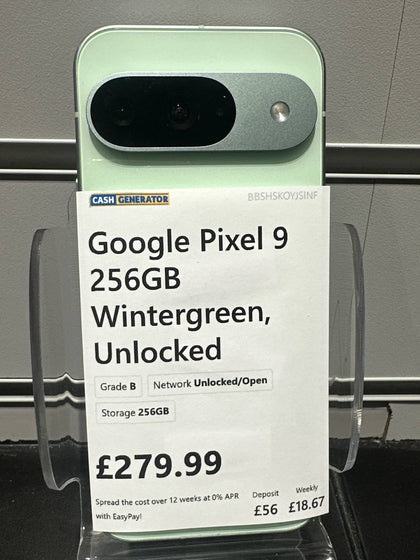 CASH GENERATOR
BBSHSKOYJSINF
Google Pixel 9
256GB
Wintergreen,
Unlocked
Grade B
Network Unlocked/Open
Storage 256GB
£279.99
Spread the cost over 12 weeks at 0% APR
with EasyPay!
Deposit
£56
Weekly
£18.67